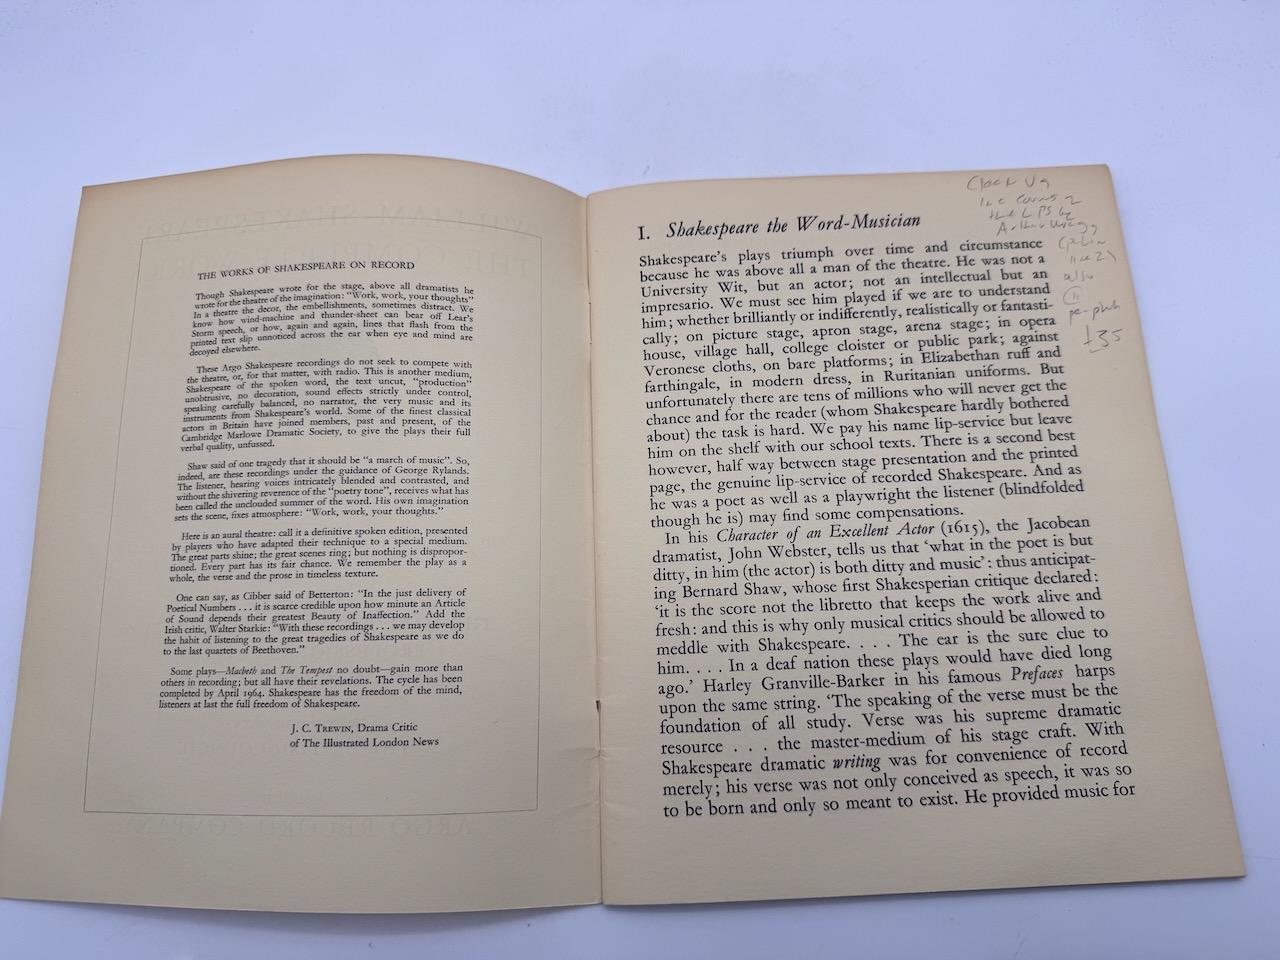 THE WORKS OF SHAKESPEARE ON RECORD
Though Shakespeare wrote for the stage, above all dramatists he
wrote for the theatre of the imagination: "Work, work, your thoughts"
In a theatre the decor, the embellishments, sometimes distract. We
know how wind-machine and thunder-sheet can bear off Lear's
Storm speech, or how, again and again, lines that flash from the
printed text slip unnoticed across the ear when eye and mind are
decoyed elsewhere.
These Argo Shakespeare recordings do not seek to compete with
the theatre, or, for that matter, with radio. This is another medium,
Shakespeare of the spoken word, the text uncut, "production"
unobtrusive, no decoration, sound effects strictly under control,
speaking carefully balanced, no narrator, the very music and its
instruments from Shakespeare's world. Some of the finest classical
actors in Britain have joined members, past and present, of the
Cambridge Marlowe Dramatic Society, to give the plays their full
verbal quality, unfussed.
Shaw said of one tragedy that it should be "a march of music". So,
indeed, are these recordings under the guidance of George Rylands.
The listener, hearing voices intricately blended and contrasted, and
without the shivering reverence of the "poetry tone", receives what has
been called the unclouded summer of the word. His own imagination
sets the scene, fixes atmosphere: "Work, work, your thoughts."
Here is an aural theatre: call it a definitive spoken edition, presented
by players who have adapted their technique to a special medium.
The great parts shine; the great scenes ring; but nothing is dispropor-
tioned. Every part has its fair chance. We remember the play as a
whole, the verse and the prose in timeless texture.
One can say, as Cibber said of Betterton: "In the just delivery of
Poetical Numbers . . . it is scarce credible upon how minute an Article
of Sound depends their greatest Beauty of Inaffection." Add the
Irish critic, Walter Starkie: "With these recordings . . . we may develop
the habit of listening to the great tragedies of Shakespeare as we do
to the last quartets of Beethoven."
Some plays—Macbeth and The Tempest no doubt—gain more than
others in recording; but all have their revelations. The cycle has been
completed by April 1964. Shakespeare has the freedom of the mind,
listeners at last the full freedom of Shakespeare.
J. C. TREWIN, Drama Critic
of The Illustrated London News
I. Shakespeare the Word-Musician
Shakespeare's plays triumph over time and circumstance
because he was above all a man of the theatre. He was not a
University Wit, but an actor; not an intellectual but an
impresario. We must see him played if we are to understand
him; whether brilliantly or indifferently, realistically or fantasti-
cally; on picture stage, apron stage, arena stage; in opera
house, village hall, college cloister or public park; against
Veronese cloths, on bare platforms; in Elizabethan ruff and
farthingale, in modern dress, in Ruritanian uniforms. But
unfortunately there are tens of millions who will never get the
chance and for the reader (whom Shakespeare hardly bothered
about) the task is hard. We pay his name lip-service but leave
him on the shelf with our school texts. There is a second best
however, half way between stage presentation and the printed
page, the genuine lip-service of recorded Shakespeare. And as
he was a poet as well as a playwright the listener (blindfolded
though he is) may find some compensations.
In his Character of an Excellent Actor (1615), the Jacobean
dramatist, John Webster, tells us that 'what in the poet is but
ditty, in him (the actor) is both ditty and music': thus anticipat-
ing Bernard Shaw, whose first Shakesperian critique declared:
'it is the score not the libretto that keeps the work alive and
fresh: and this is why only musical critics should be allowed to
meddle with Shakespeare. . . . The ear is the sure clue to
him. . . . In a deaf nation these plays would have died long
ago.' Harley Granville-Barker in his famous Prefaces harps
upon the same string. 'The speaking of the verse must be the
foundation of all study. Verse was his supreme dramatic
resource . . . the master-medium of his stage craft. With
Shakespeare dramatic writing was for convenience of record
merely; his verse was not only conceived as speech, it was so
to be born and only so meant to exist. He provided music for
the LPs by
also
35